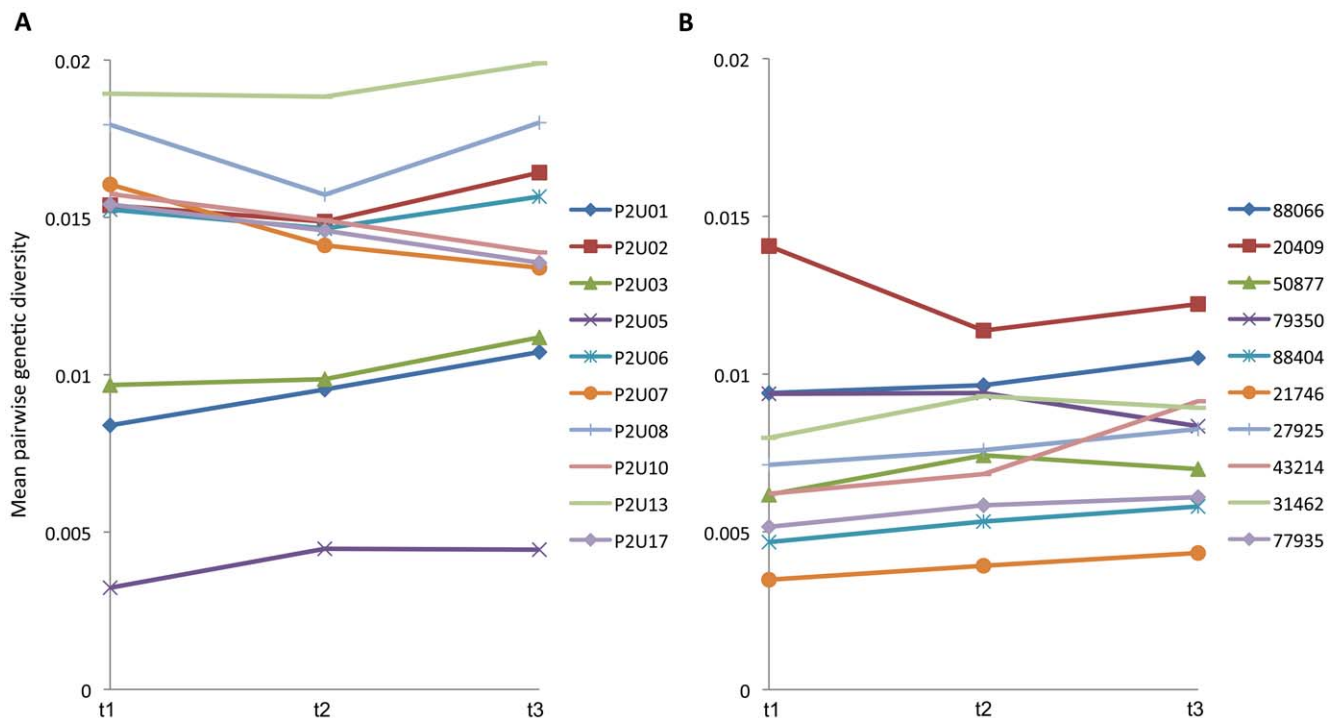 A
Mean pairwise genetic diversity
0.02
0.015
0.01
0.005
0
t1
t2
t3
P2U01
P2U02
P2U03
P2U05
P2U06
P2U07
P2U08
P2U10
P2U13
P2U17
B
0.02
0.015
0.01
0.005
0
t1
t2
t3
88066
20409
50877
79350
88404
21746
27925
43214
31462
77935